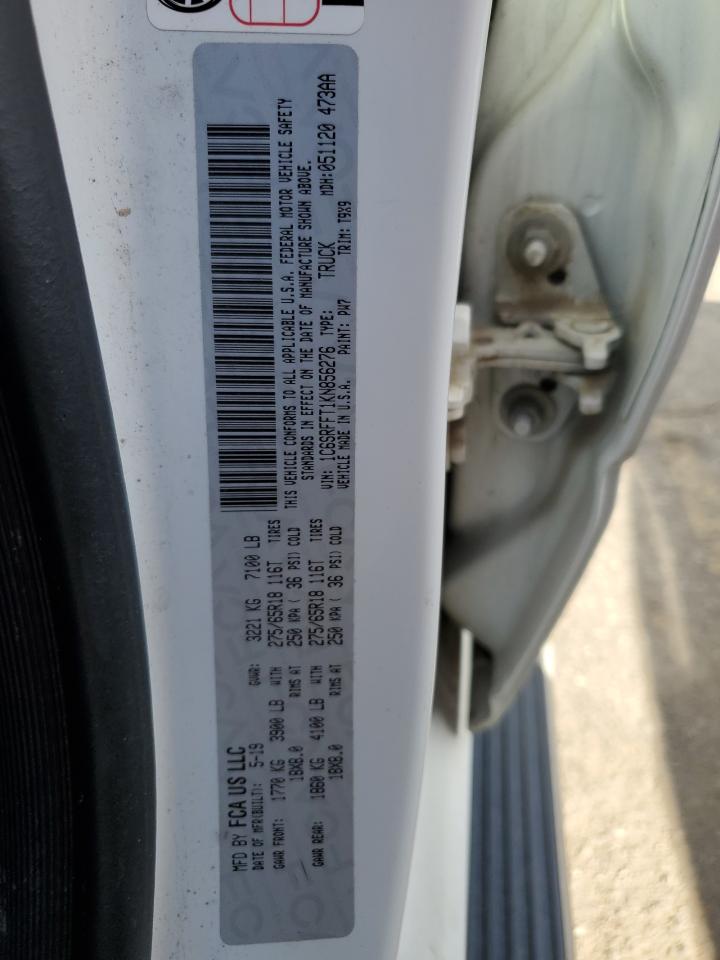 MFD BY FCA US LLC
DATE OF MFR(BUILT): 5-19 GVWR: 3221 KG 7100 LB
GAWR FRONT: 1770 KG 3900 LB WITH 275/65R18 116T TIRES
18X8.0 RIMS AT 250 KPA ( 36 PSI) COLD
GAWR REAR: 1860 KG 4100 LB WITH 275/65R18 116T TIRES
18X8.0 RIMS AT 250 KPA ( 36 PSI) COLD
THIS VEHICLE CONFORMS TO ALL APPLICABLE U.S.A. FEDERAL MOTOR VEHICLE SAFETY
STANDARDS IN EFFECT ON THE DATE OF MANUFACTURE SHOWN ABOVE.
VIN: 1C6SRFFT1KN856276 TYPE: TRUCK MDH:051120 473AA
VEHICLE MADE IN U.S.A. PAINT: PW7 TRIM: T9X9